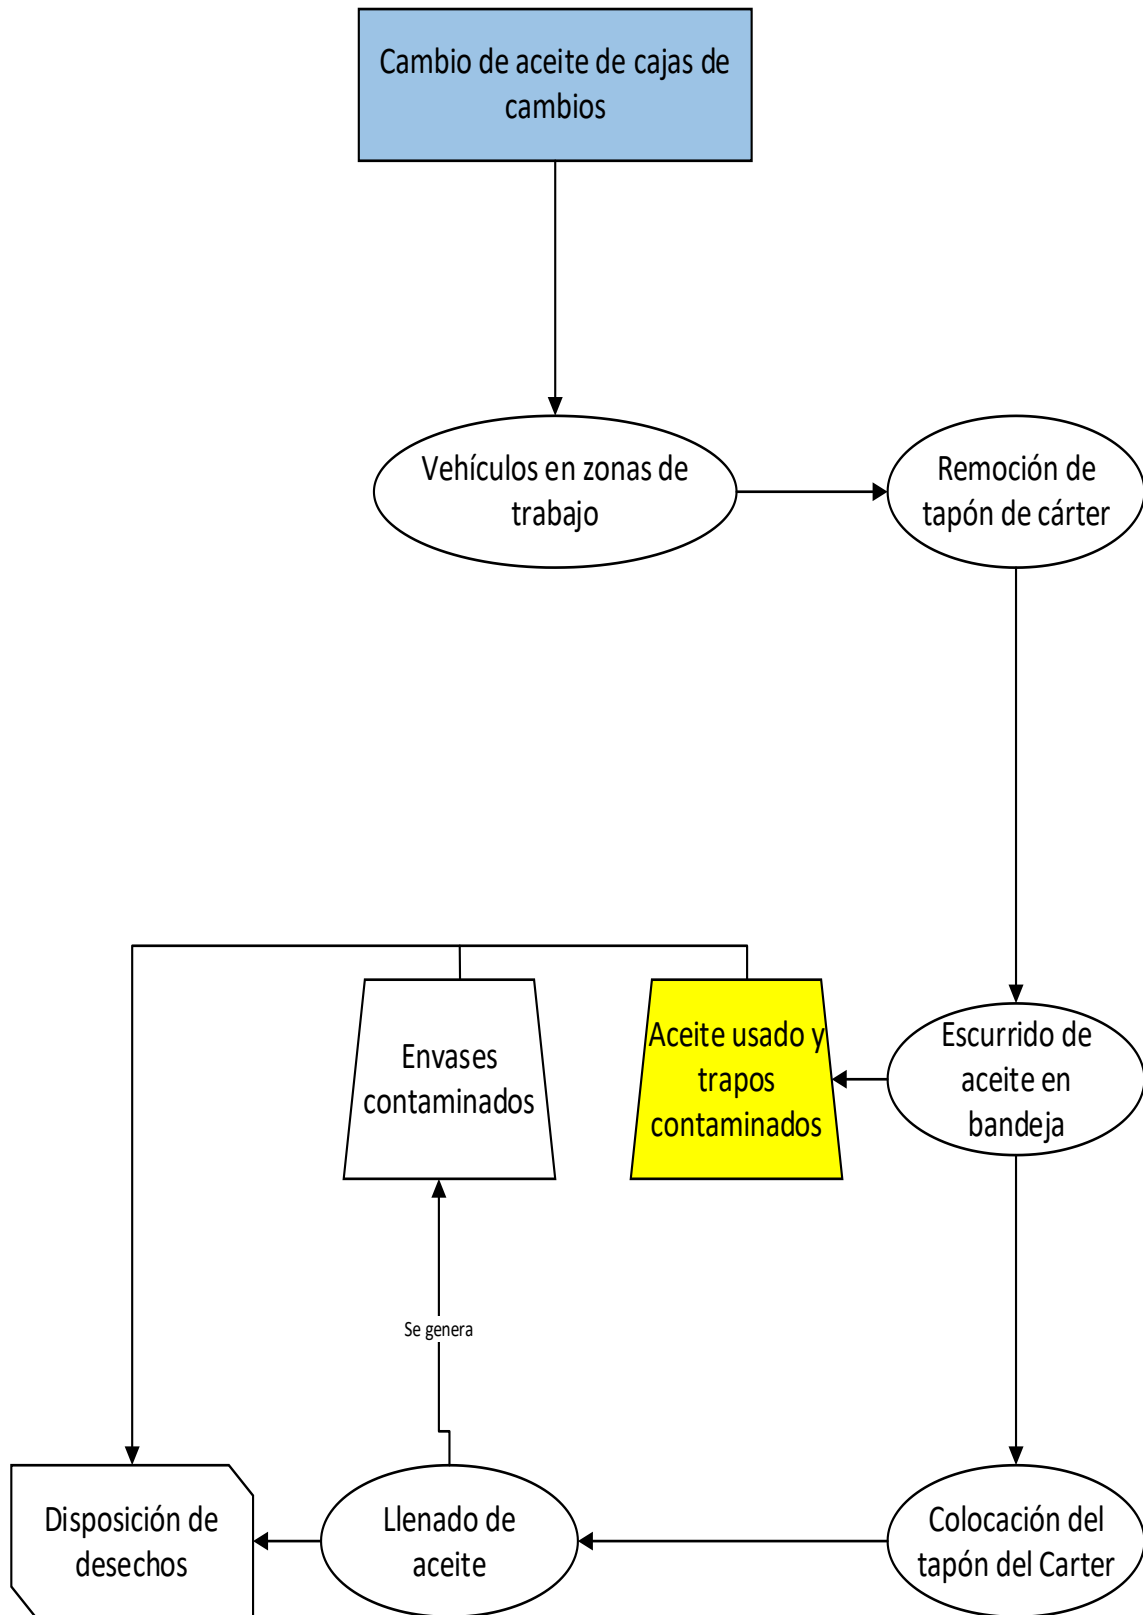 Cambio de aceite de cajas de
cambios
Vehículos en zonas de
trabajo
Remoción de
tapón de cárter
Envases
contaminados
Aceite usado y
trapos
contaminados
Escurrido de
aceite en
bandeja
Se genera
Disposición de
desechos
Llenado de
aceite
Colocación del
tapón del Carter